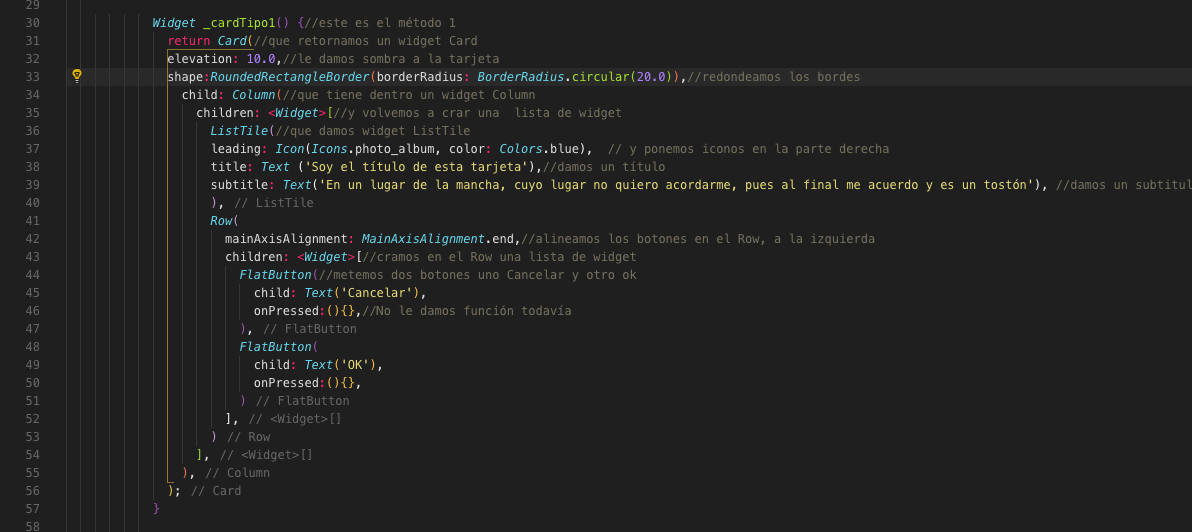 29
30 Widget _cardTipo1() {//este es el método 1
31 return Card(//que retornamos un widget Card
32 elevation: 10.0,//le damos sombra a la tarjeta
33 shape:RoundedRectangleBorder(borderRadius: BorderRadius.circular(20.0)),//redondeamos los bordes
34 child: Column(//que tiene dentro un widget Column
35 children: <Widget>[//y volvemos a crar una  lista de widget
36 ListTile(//que damos widget ListTile
37 leading: Icon(Icons.photo_album, color: Colors.blue),  // y ponemos iconos en la parte derecha
38 title: Text ('Soy el título de esta tarjeta'),//damos un título
39 subtitle: Text('En un lugar de la mancha, cuyo lugar no quiero acordarme, pues al final me acuerdo y es un tostón'), //damos un subtitul
40 ), // ListTile
41 Row(
42 mainAxisAlignment: MainAxisAlignment.end,//alineamos los botones en el Row, a la izquierda
43 children: <Widget>[//cramos en el Row una lista de widget
44 FlatButton(//metemos dos botones uno Cancelar y otro ok
45 child: Text('Cancelar'),
46 onPressed:(){},//No le damos función todavía
47 ), // FlatButton
48 FlatButton(
49 child: Text('OK'),
50 onPressed:(){},
51 ) // FlatButton
52 ], // <Widget>[]
53 ) // Row
54 ], // <Widget>[]
55 ), // Column
56 ); // Card
57 }
58